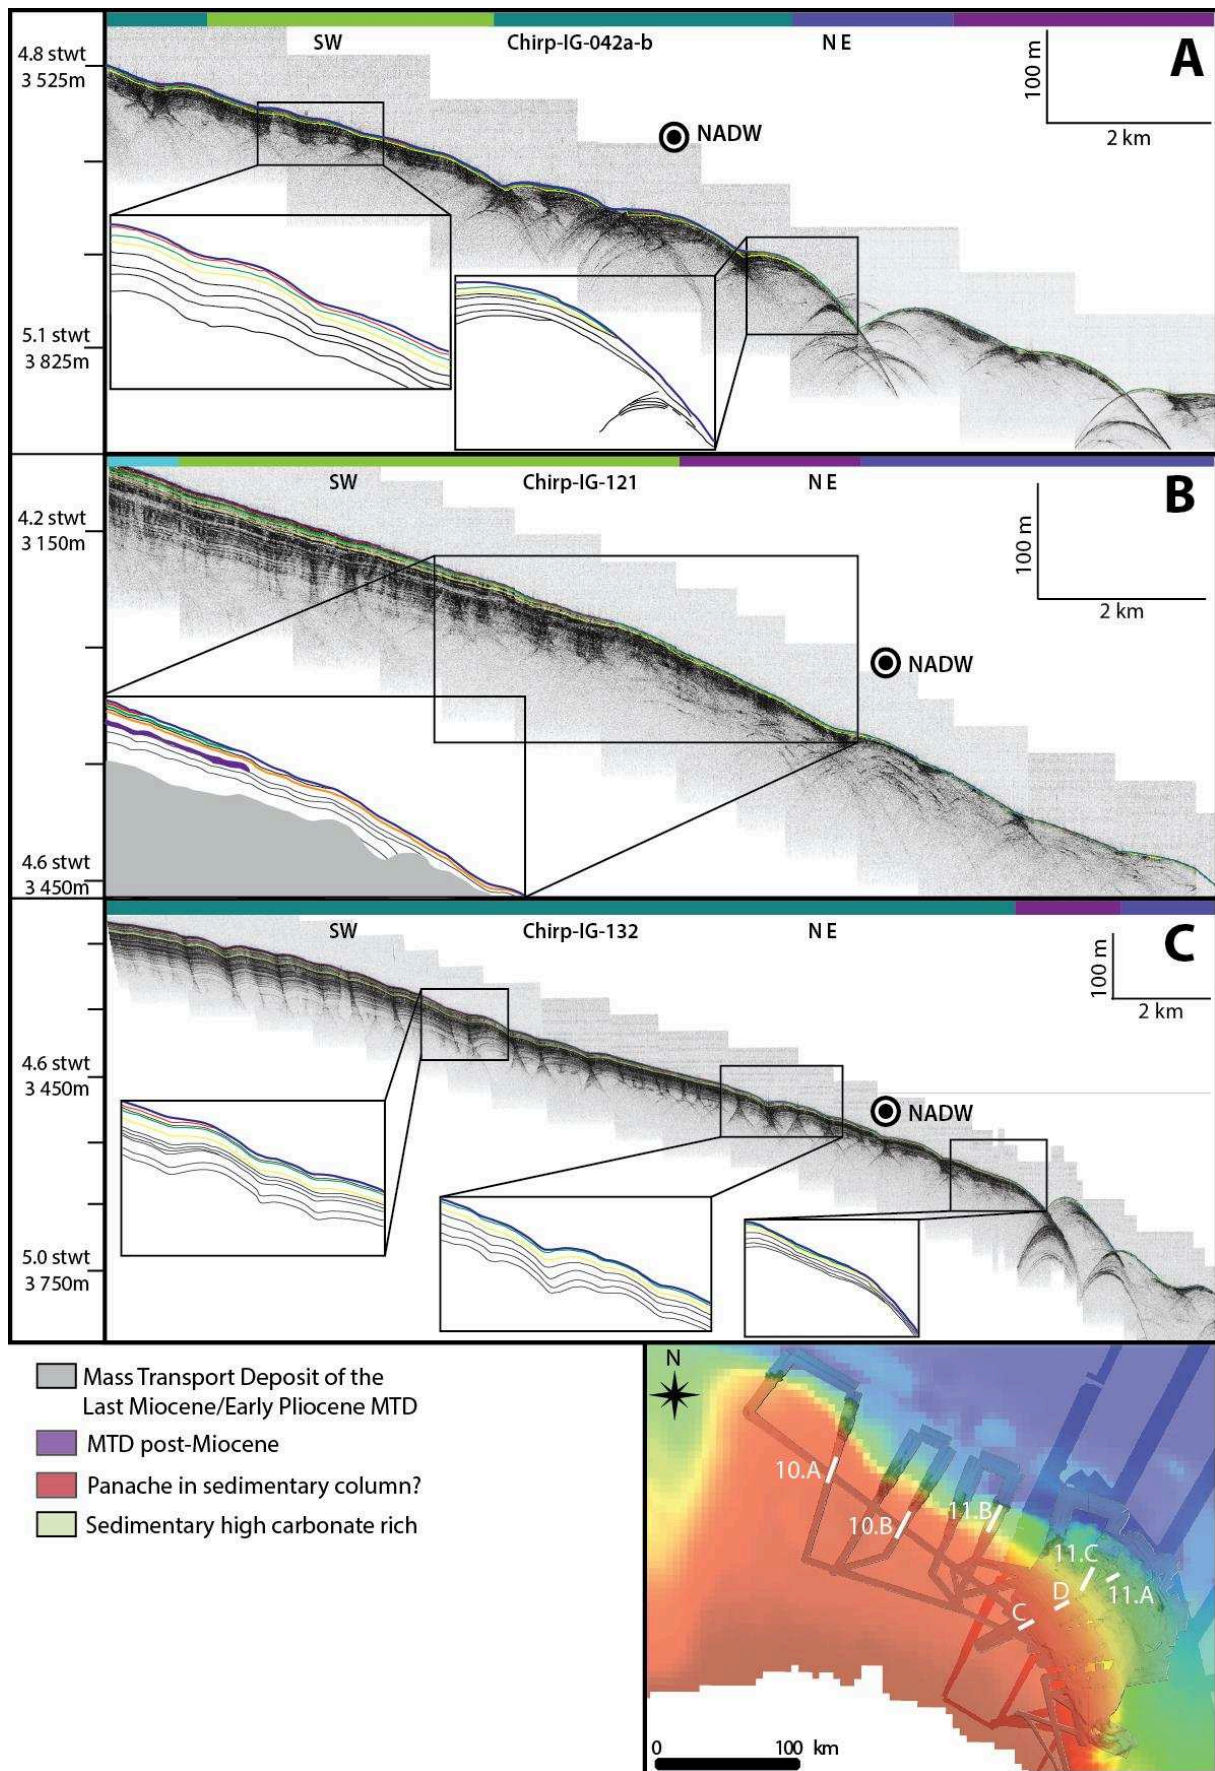 SW Chirp-IG-042a-b N E A
4.8 stwt
3 525m
100 m
2 km
NADW
5.1 stwt
3 825m
SW Chirp-IG-121 N E B
4.2 stwt
3 150m
100 m
2 km
NADW
4.6 stwt
3 450m
SW Chirp-IG-132 N E C
100 m
2 km
4.6 stwt
3 450m
NADW
5.0 stwt
3 750m
Mass Transport Deposit of the
Last Miocene/Early Pliocene MTD
MTD post-Miocene
Panache in sedimentary column?
Sedimentary high carbonate rich
N
10.A
10.B
11.B
11.C
D
11.A
C
0 100 km